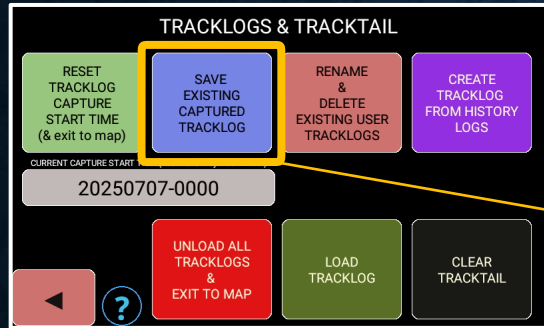 TRACKLOGS & TRACKTAIL
RESET
TRACKLOG
CAPTURE
START TIME
(& exit to map)
SAVE
EXISTING
CAPTURED
TRACKLOG
RENAME
&
DELETE
EXISTING USER
TRACKLOGS
CREATE
TRACKLOG
FROM HISTORY
LOGS
CURRENT CAPTURE START
20250707-0000
UNLOAD ALL
TRACKLOGS
&
EXIT TO MAP
LOAD
TRACKLOG
CLEAR
TRACKTAIL
?